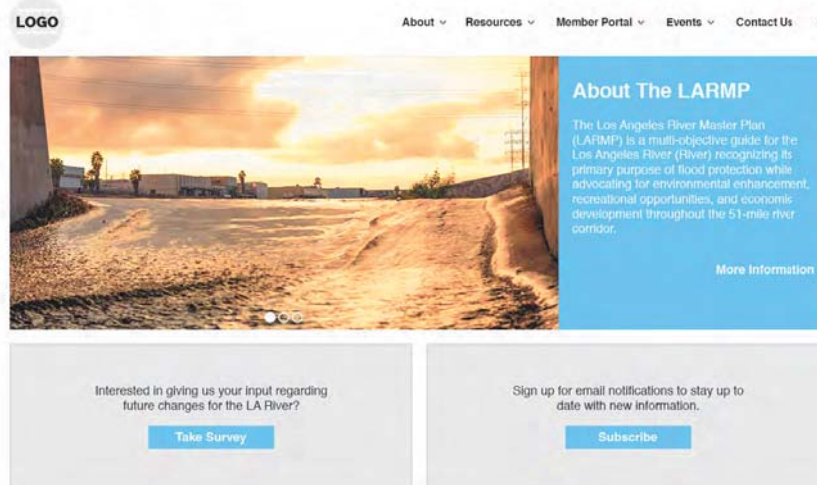 LOGO
About
Resources
Member Portal
Events
Contact Us
About The LARMP
The Los Angeles River Master Plan
(LARMP) is a multi-objective guide for the
Los Angeles River (River) recognizing its
primary purpose of flood protection while
advocating for environmental enhancement,
recreational opportunities, and economic
development throughout the 51-mile river
corridor.
More Information
Interested in giving us your input regarding
future changes for the LA River?
Take Survey
Sign up for email notifications to stay up to
date with new information.
Subscribe